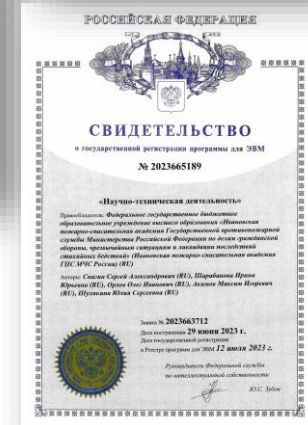 РОССИЙСКАЯ ФЕДЕРАЦИЯ
СВИДЕТЕЛЬСТВО
о государственной регистрации программы для ЭВМ
№ 2023665189
«Научно-техническая деятельность»
Правообладатель: Федеральное государственное бюджетное
образовательное учреждение высшего образования «Ивановская
пожарно-спасательная академия Государственной противопожарной
службы Министерства Российской Федерации по делам гражданской
обороны, чрезвычайным ситуациям и ликвидации последствий
стихийных бедствий» (Ивановская пожарно-спасательная академия
ГПС МЧС России) (RU)
Авторы: Сергей Александрович (RU), Шарабанова Ирина
Юрьевна (RU), Орлов Олег Иванович (RU), Максим Игоревич
(RU), Юлия Сергеевна (RU)
Заявка № 2023663712
Дата поступления 29 июня 2023 г.
Дата государственной регистрации
в Реестре программ для ЭВМ 12 июля 2023 г.
Руководитель Федеральной службы
по интеллектуальной собственности
Ю.С. Зубов